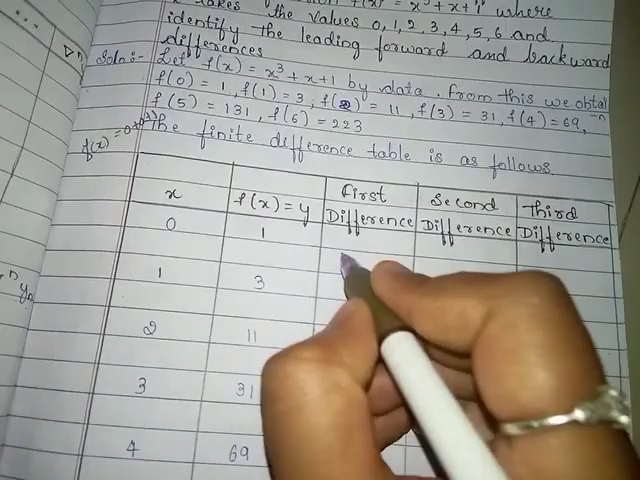 takes the values 0, 1, 2, 3, 4, 5, 6 and
identify the leading forward and backward
differences
Soln:- Let f(x) = x³ + x + 1 by data. From this we obtai
n
f(0) = 1, f(1) = 3, f(2) = 11, f(3) = 31, f(4) = 69,
f(5) = 131, f(6) = 223
The finite difference table is as follows
x f(x) = y First Difference Second Difference Third Difference
0 1
1 3
2 11
3 31
4 69